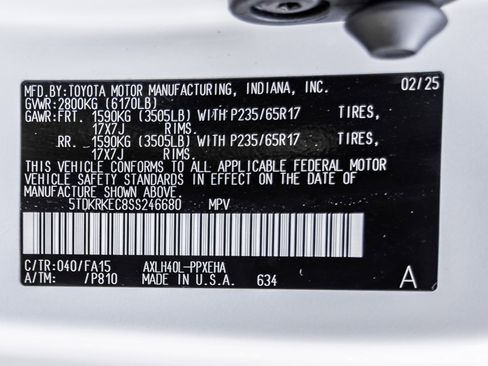 MFD.BY:TOYOTA MOTOR MANUFACTURING, INDIANA, INC. 02/25
GVWR: 2800KG (6170LB)
GAWR:FRT. 1590KG (3505LB) WITH P235/65R17 TIRES,
17X7J RIMS.
RR. 1590KG (3505LB) WITH P235/65R17 TIRES,
17X7J RIMS.
THIS VEHICLE CONFORMS TO ALL APPLICABLE FEDERAL MOTOR
VEHICLE SAFETY STANDARDS IN EFFECT ON THE DATE OF
MANUFACTURE SHOWN ABOVE.
5TDKRKEC8SS246680 MPV
C/TR:040/FA15 AXLH40L-PPXEHA
A/TM: /P810 MADE IN U.S.A. 634 A